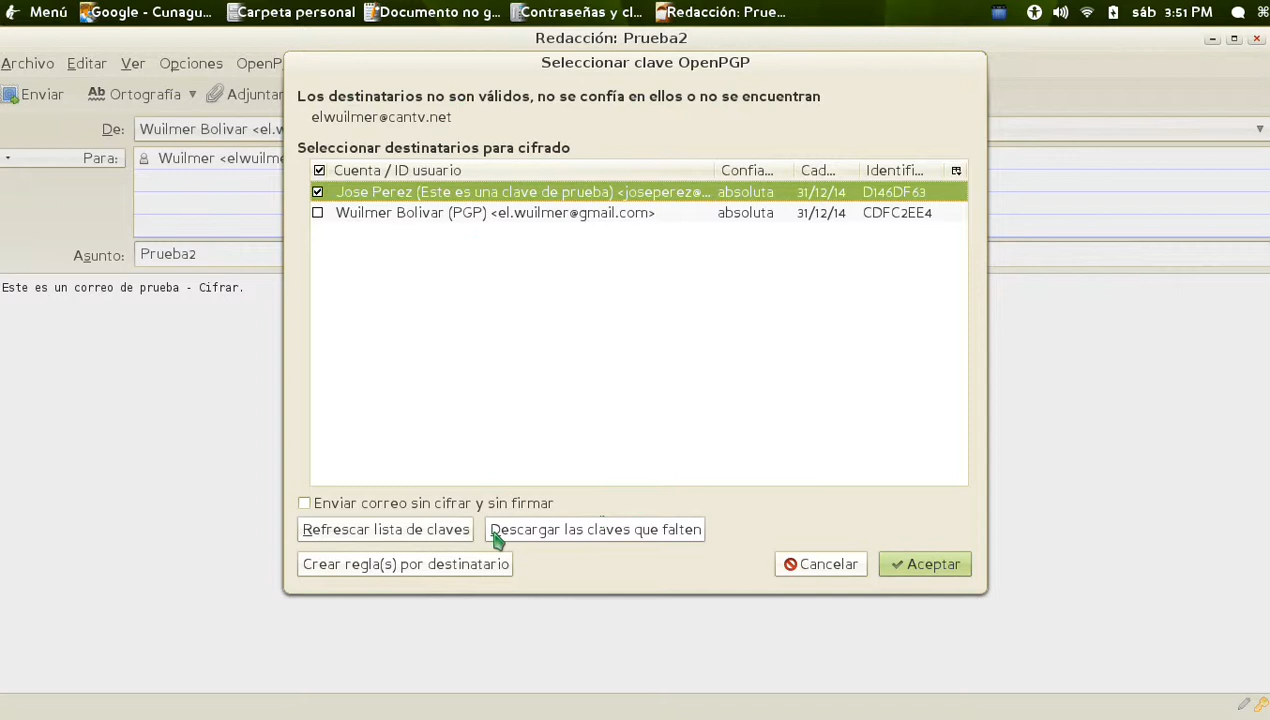 Menú Google - Cunagu... Carpeta personal Documento no g... Contraseñas y cl... Redacción: Prue... sáb 3:51 PM
Redacción: Prueba2
Archivo Editar Ver Opciones OpenP
Enviar Ab Ortografía Adjuntar
De: Wuilmer Bolivar <el.w
Para: Wuilmer <elwuilme
Asunto: Prueba2
Este es un correo de prueba - Cifrar.
Seleccionar clave OpenPGP
Los destinatarios no son válidos, no se confía en ellos o no se encuentran
elwuilmer@cantv.net
Seleccionar destinatarios para cifrado
Cuenta / ID usuario Confia... Cad... Identifi...
Jose Perez (Este es una clave de prueba) <joseperez@... absoluta 31/12/14 D146DF63
Wuilmer Bolivar (PGP) <el.wuilmer@gmail.com> absoluta 31/12/14 CDFC2EE4
Enviar correo sin cifrar y sin firmar
Refrescar lista de claves Descargar las claves que falten
Crear regla(s) por destinatario Cancelar Aceptar